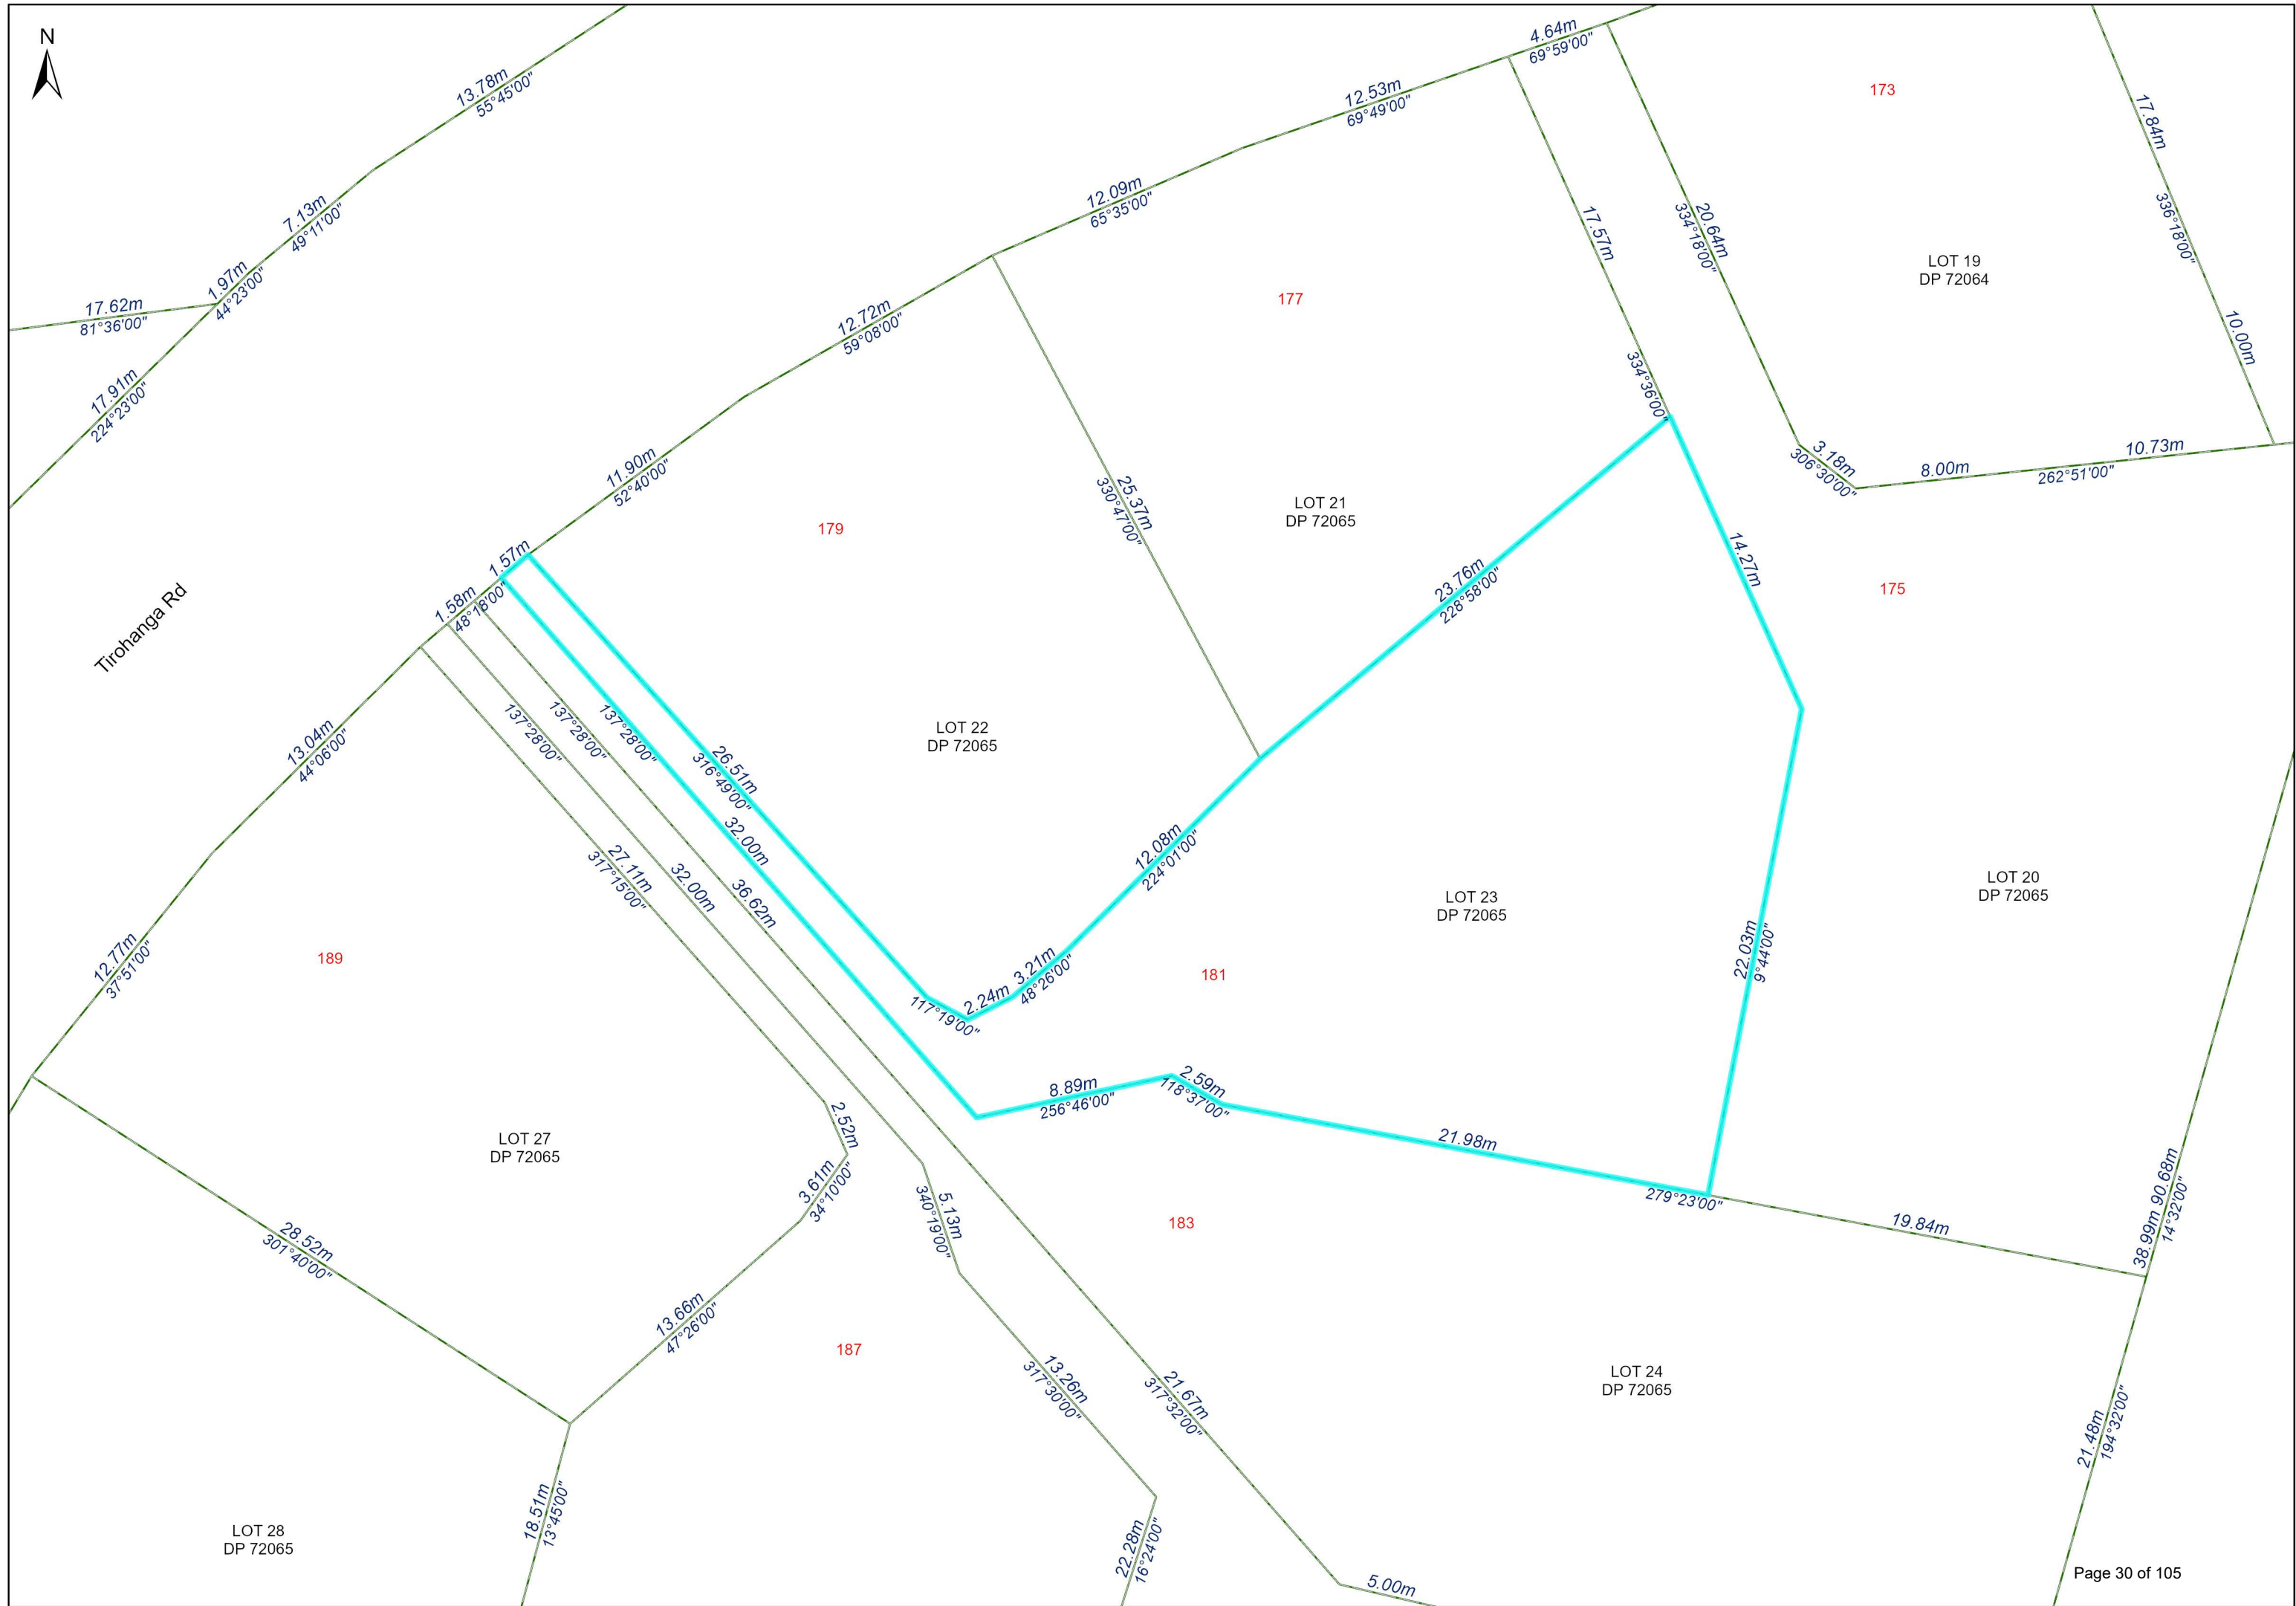 N
4.64m
69°59'00"
13.78m
55°45'00"
12.53m
69°49'00"
173
17.84m
336°18'00"
7.13m
49°11'00"
12.09m
65°35'00"
17.57m
334°36'00"
20.64m
334°18'00"
LOT 19
DP 72064
1.97m
44°23'00"
17.62m
81°36'00"
177
12.72m
59°08'00"
10.00m
17.91m
224°23'00"
3.18m
306°30'00"
8.00m
10.73m
262°51'00"
11.90m
52°40'00"
25.37m
330°47'00"
LOT 21
DP 72065
179
1.57m
14.27m
1.58m
48°18'00"
23.76m
228°58'00"
175
Tirohanga Rd
137°28'00"
137°28'00"
137°28'00"
LOT 22
DP 72065
13.04m
44°06'00"
26.51m
316°49'00"
32.00m
12.08m
224°01'00"
27.11m
317°15'00"
32.00m
36.62m
LOT 23
DP 72065
LOT 20
DP 72065
12.77m
37°51'00"
189
3.21m
48°26'00"
181
22.03m
9°44'00"
2.24m
117°19'00"
8.89m
256°46'00"
2.59m
118°37'00"
2.52m
LOT 27
DP 72065
21.98m
279°23'00"
3.61m
34°10'00"
5.13m
340°19'00"
183
38.99m 90.68m
14°32'00"
19.84m
28.52m
301°40'00"
13.66m
47°26'00"
187
13.26m
317°30'00"
21.67m
317°32'00"
LOT 24
DP 72065
21.48m
194°32'00"
18.51m
13°45'00"
LOT 28
DP 72065
22.28m
16°24'00"
5.00m
Page 30 of 105